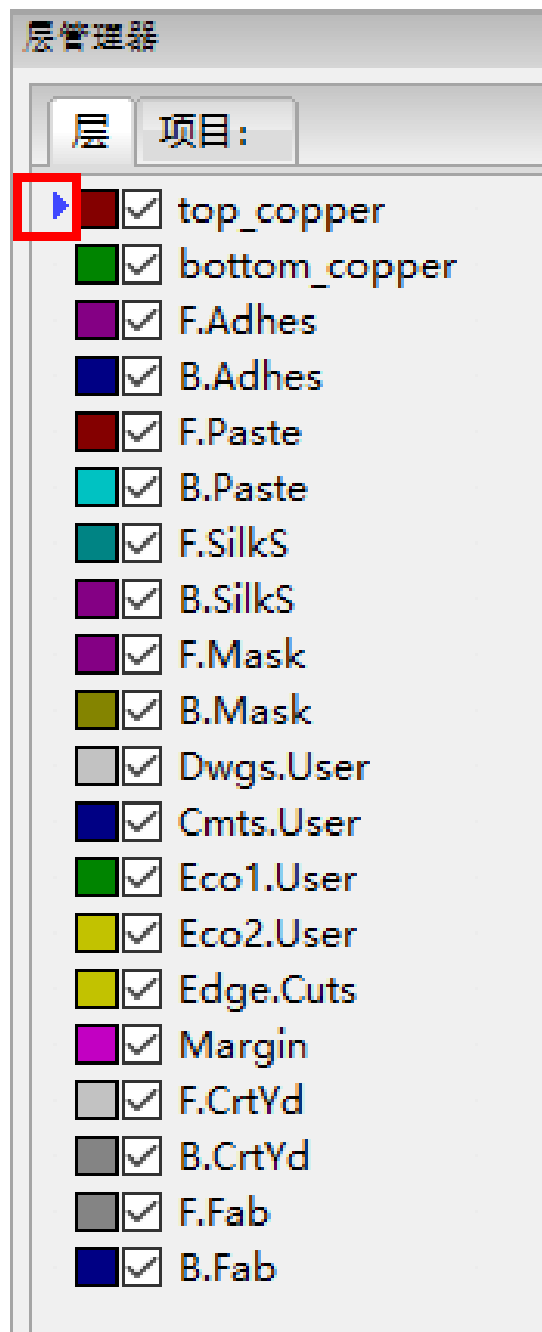 层管理器
层 项目:
top_copper
bottom_copper
F.Adhes
B.Adhes
F.Paste
B.Paste
F.SilkS
B.SilkS
F.Mask
B.Mask
Dwgs.User
Cmts.User
Eco1.User
Eco2.User
Edge.Cuts
Margin
F.CrtYd
B.CrtYd
F.Fab
B.Fab